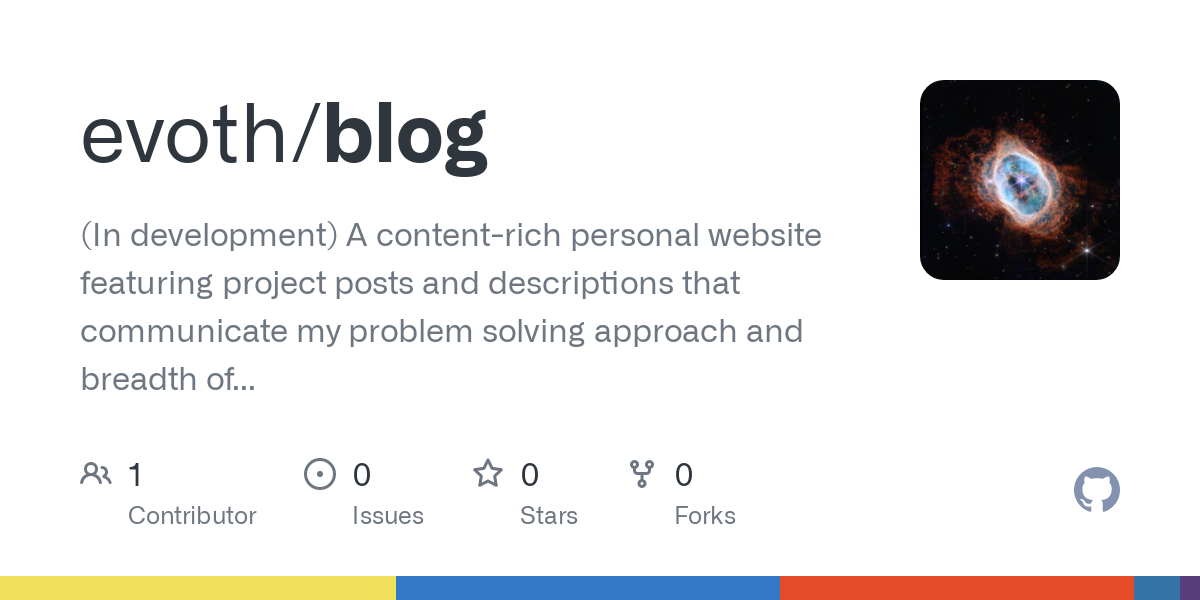 evoth/blog
(In development) A content-rich personal website
featuring project posts and descriptions that
communicate my problem solving approach and
breadth of...
1
Contributor
0
Issues
0
Stars
0
Forks